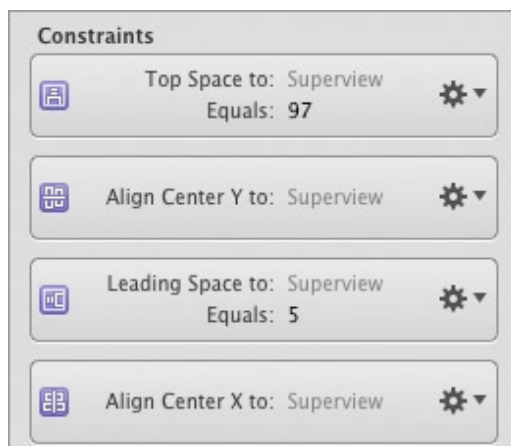 Constraints
Top Space to: Superview
Equals: 97
Align Center Y to: Superview
Leading Space to: Superview
Equals: 5
Align Center X to: Superview